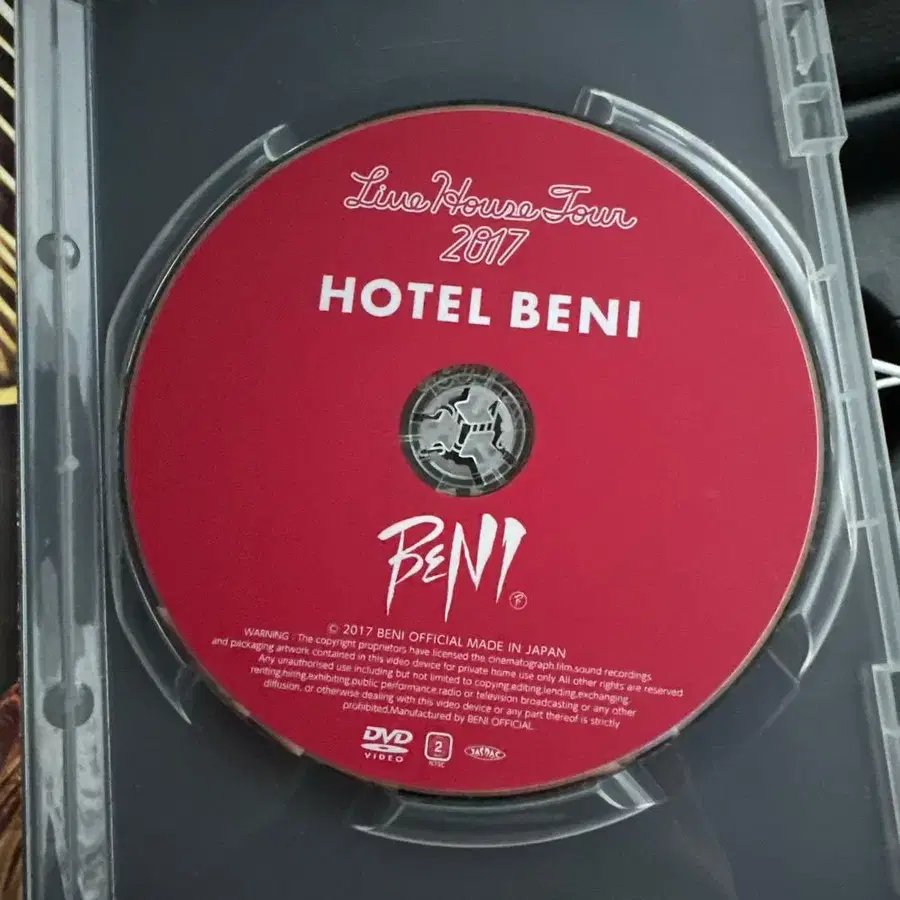 Live House Tour
2017
HOTEL BENI
BENI
© 2017 BENI OFFICIAL MADE IN JAPAN
WARNING : The copyright proprietors have licensed the cinematograph film,sound recordings
and packaging artwork contained in this video device for private home use only All other rights are reserved
Any unauthorised use including but not limited to copying,editing,lending,exchanging
renting,hiring,exhibiting,public performance,radio or television broadcasting or any other
diffusion, or otherwise dealing with this video device or any part thereof is strictly
prohibited.Manufactured by BENI OFFICIAL.
DVD
VIDEO
2
NTSC
JASRAC